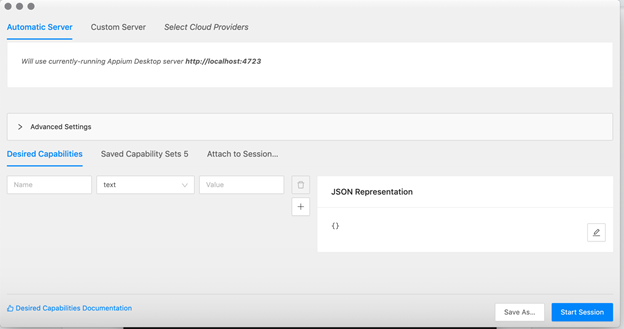 Automatic Server
Custom Server
Select Cloud Providers
Will use currently-running Appium Desktop server http://localhost:4723
Advanced Settings
Desired Capabilities
Saved Capability Sets 5
Attach to Session...
Name
text
Value
JSON Representation
{}
Desired Capabilities Documentation
Save As...
Start Session